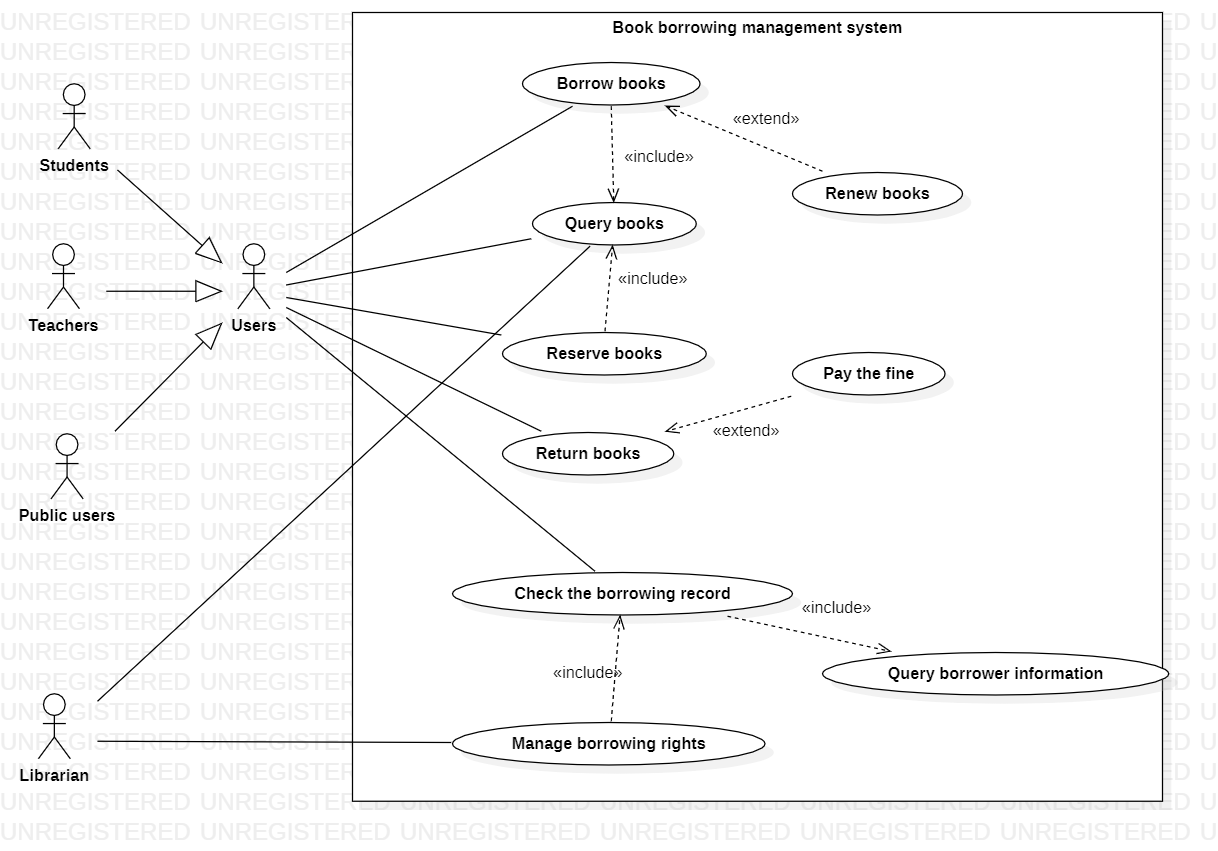 Book borrowing management system
Borrow books
«extend»
Students
«include»
Renew books
Query books
«include»
Teachers
Users
Reserve books
Pay the fine
«extend»
Return books
Public users
Check the borrowing record
«include»
«include»
Query borrower information
Manage borrowing rights
Librarian
UNREGISTERED UNREGISTERED UNREGISTERED UNREGISTERED UNREGISTERED UNREGISTERED